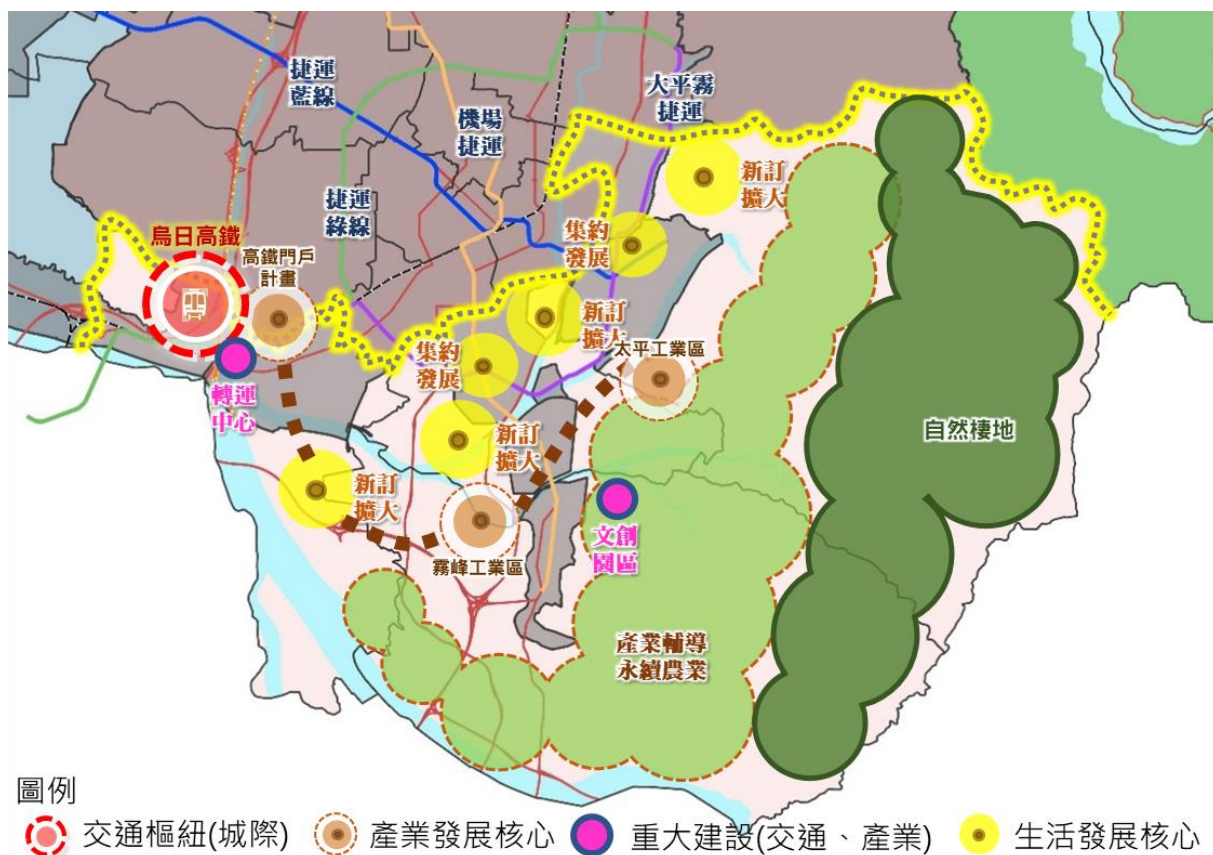 捷運
藍線
機場
捷運
大平霧
捷運
捷運
綠線
新訂
擴大
集約
發展
烏日高鐵
高鐵門戶
計畫
新訂
擴大
太平工業區
集約
發展
轉運
中心
新訂
擴大
新訂
擴大
自然棲地
文創
園區
霧峰工業區
產業輔導
永續農業
圖例
交通樞紐(城際)
產業發展核心
重大建設(交通、產業)
生活發展核心